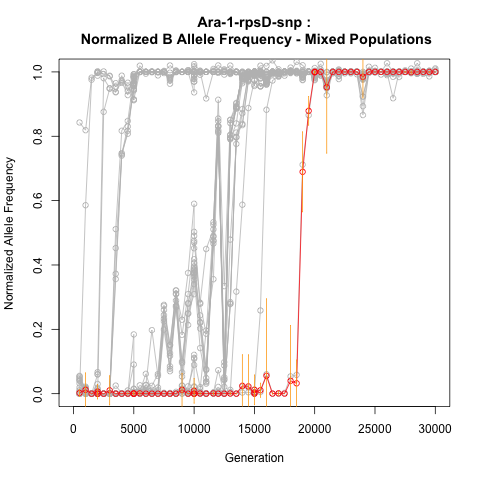 Ara-1-rpsD-snp :
Normalized B Allele Frequency - Mixed Populations
Normalized Allele Frequency
1.0
0.8
0.6
0.4
0.2
0.0
0 5000 10000 15000 20000 25000 30000
Generation